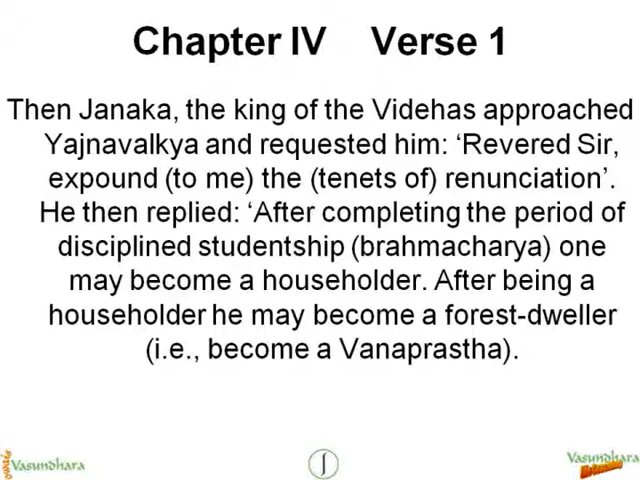 Chapter IV Verse 1
Then Janaka, the king of the Videhas approached
Yajnavalkya and requested him: ‘Revered Sir,
expound (to me) the (tenets of) renunciation’.
He then replied: ‘After completing the period of
disciplined studentship (brahmacharya) one
may become a householder. After being a
householder he may become a forest-dweller
(i.e., become a Vanaprastha).
Vasundhara
Vasundhara